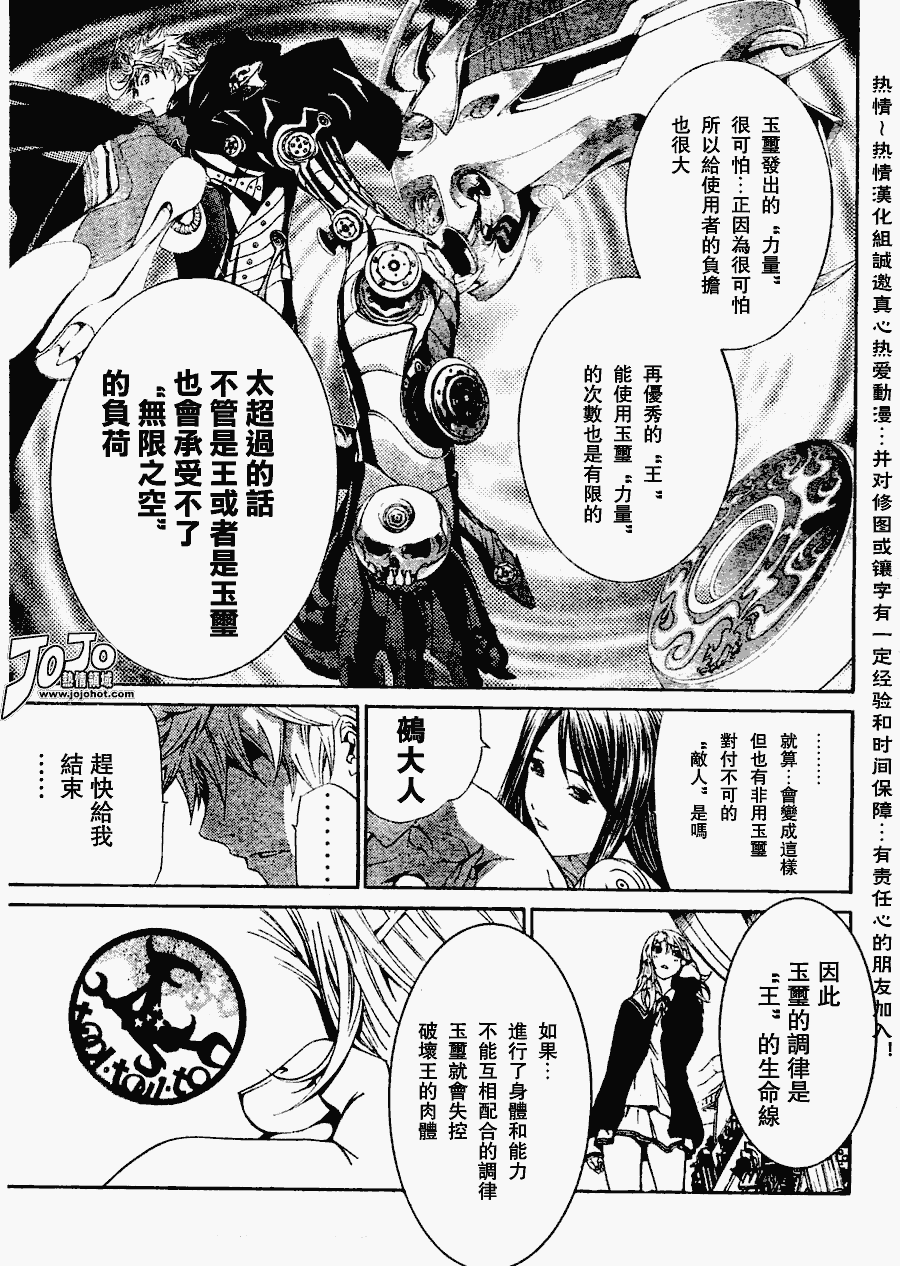 玉璽發出的“力量”
很可怕…正因為很可怕
所以給使用者的負擔
也很大
再優秀的“王”
能使用玉璽“力量”
的次數也是有限的
太超過的話
不管是王或者是玉璽
也會承受不了
“無限之空”
的負荷
JOJO
熱情領域
www.jojohot.com
………
就算…會變成這樣
但也有非用玉璽
對付不可的
“敵人”是嗎
鵺大人
………
趕快給我
結束
……
因此
玉璽的調律是
“王”的生命線
如果…
進行了身體和能力
不能互相配合的調律
玉璽就會失控
破壞王的肉體
tool·toul·to
热情~热情漢化組誠邀真心热爱動漫…并对修图或镶字有一定经验和时间保障…有责任心的朋友加入!